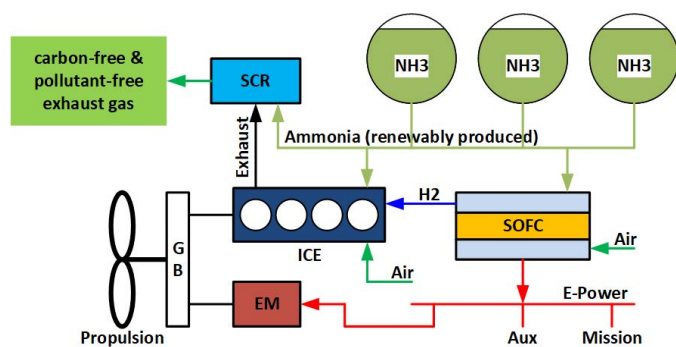 carbon-free &
pollutant-free
exhaust gas
SCR
NH3
NH3
NH3
Exhaust
Ammonia (renewably produced)
G
B
H2
SOFC
ICE
Air
Air
EM
E-Power
Propulsion
Aux
Mission